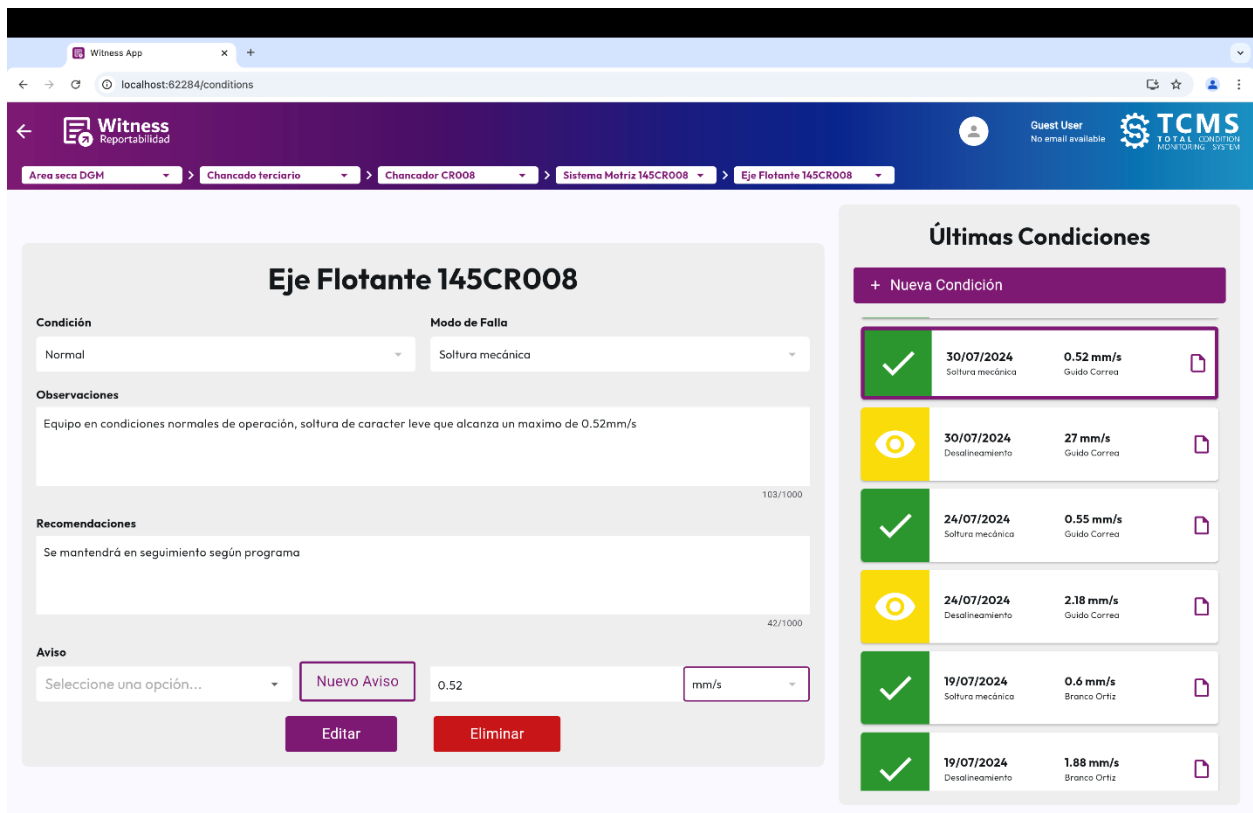 Witness App
localhost:62284/conditions
Witness
Reportabilidad
Guest User
No email available
TCMS
TOTAL CONDITION
MONITORING SYSTEM
Area seca DGM > Chancado terciario > Chancador CR008 > Sistema Motriz 145CR008 > Eje Flotante 145CR008
Eje Flotante 145CR008
Condición
Modo de Falla
Normal
Soltura mecánica
Observaciones
Equipo en condiciones normales de operación, soltura de caracter leve que alcanza un maximo de 0.52mm/s
103/1000
Recomendaciones
Se mantendrá en seguimiento según programa
42/1000
Aviso
Seleccione una opción...
Nuevo Aviso
0.52
mm/s
Editar
Eliminar
Últimas Condiciones
+ Nueva Condición
30/07/2024 0.52 mm/s
Soltura mecánica Guido Correa
30/07/2024 27 mm/s
Desalineamiento Guido Correa
24/07/2024 0.55 mm/s
Soltura mecánica Guido Correa
24/07/2024 2.18 mm/s
Desalineamiento Guido Correa
19/07/2024 0.6 mm/s
Soltura mecánica Branco Ortiz
19/07/2024 1.88 mm/s
Desalineamiento Branco Ortiz